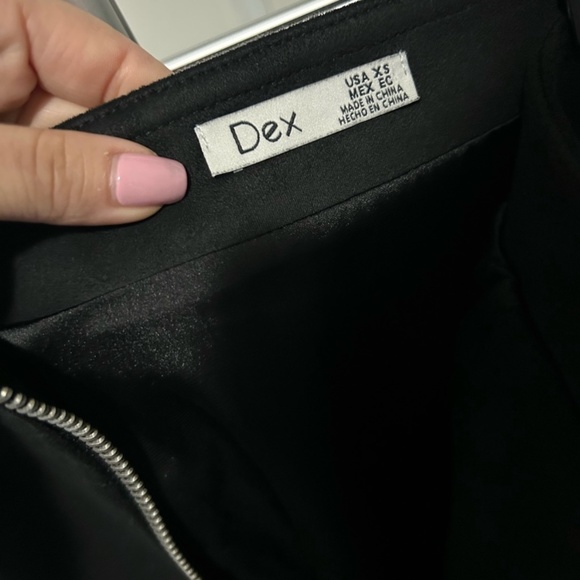 Dex
USA XS
MEX EC
MADE IN CHINA
HECHO EN CHINA